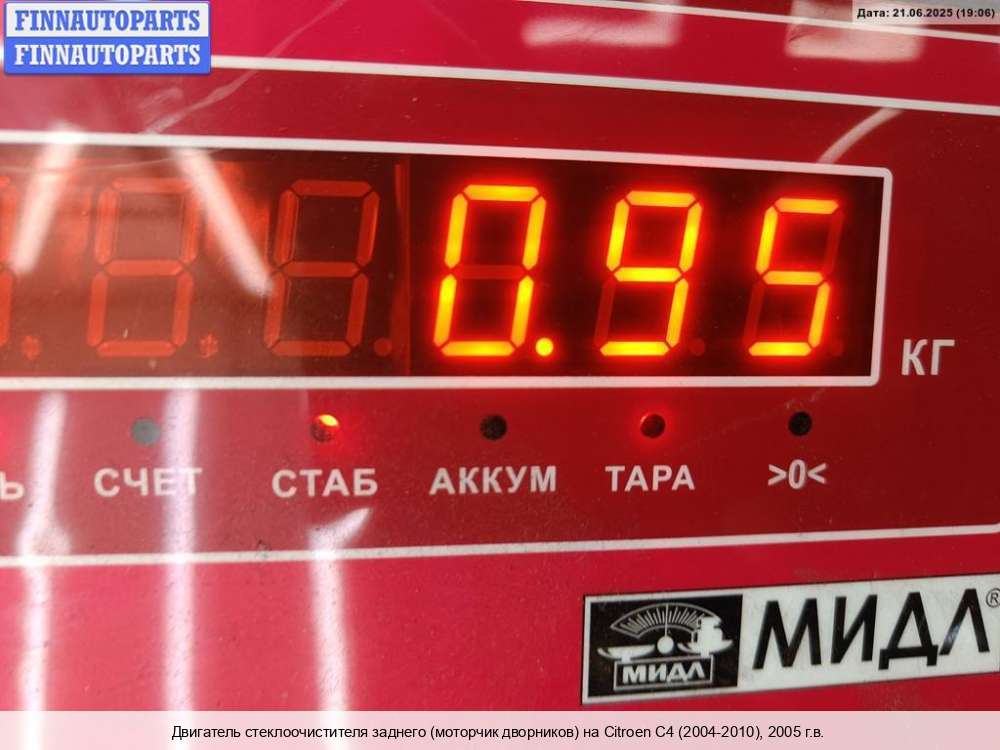 FINNAUTOPARTS
FINNAUTOPARTS
Дата: 21.06.2025 (19:06)
0.95
КГ
СЧЕТ СТАБ АККУМ ТАРА >0<
МИДЛ МИДЛ®
Двигатель стеклоочистителя заднего (моторчик дворников) на Citroen C4 (2004-2010), 2005 г.в.